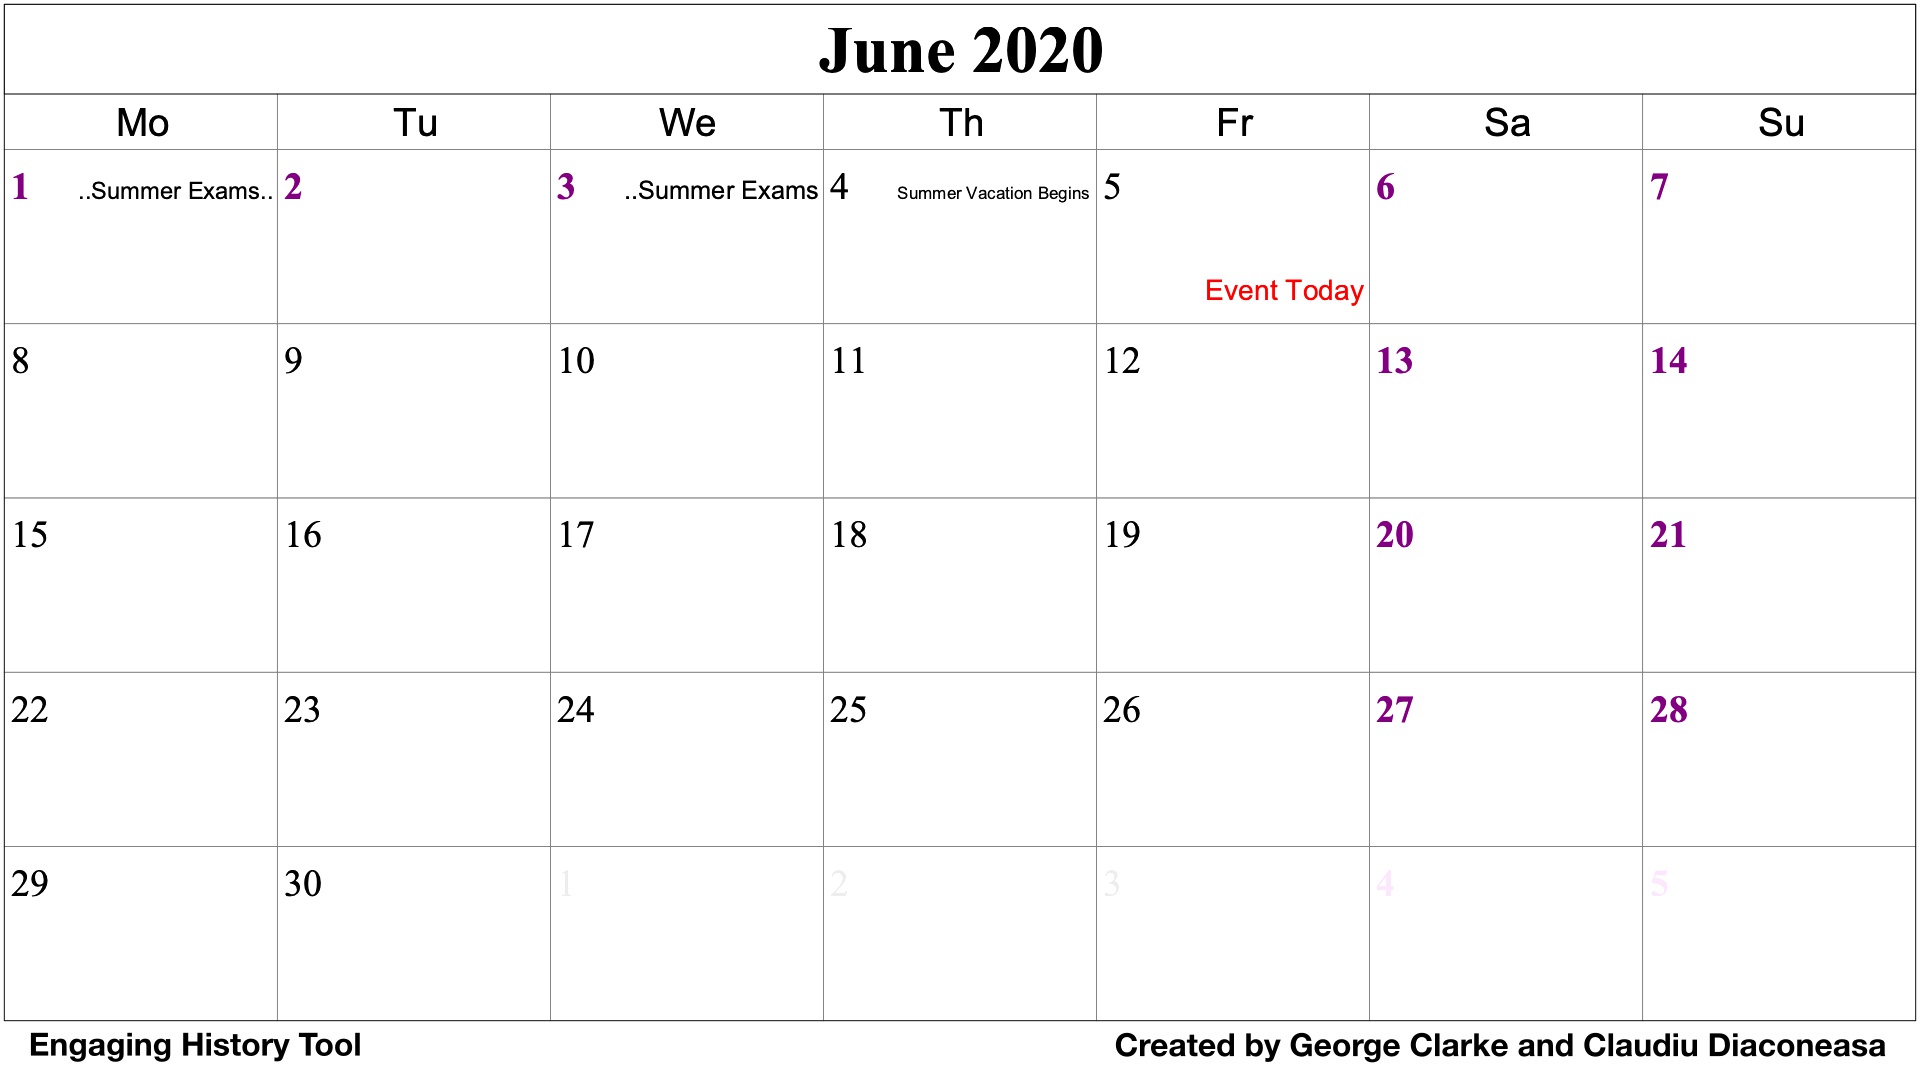 June 2020
Mo Tu We Th Fr Sa Su
1 ..Summer Exams.. 2 3 ..Summer Exams 4 Summer Vacation Begins 5 6 7
Event Today
8 9 10 11 12 13 14
15 16 17 18 19 20 21
22 23 24 25 26 27 28
29 30 1 2 3 4 5
Engaging History Tool Created by George Clarke and Claudiu Diaconeasa